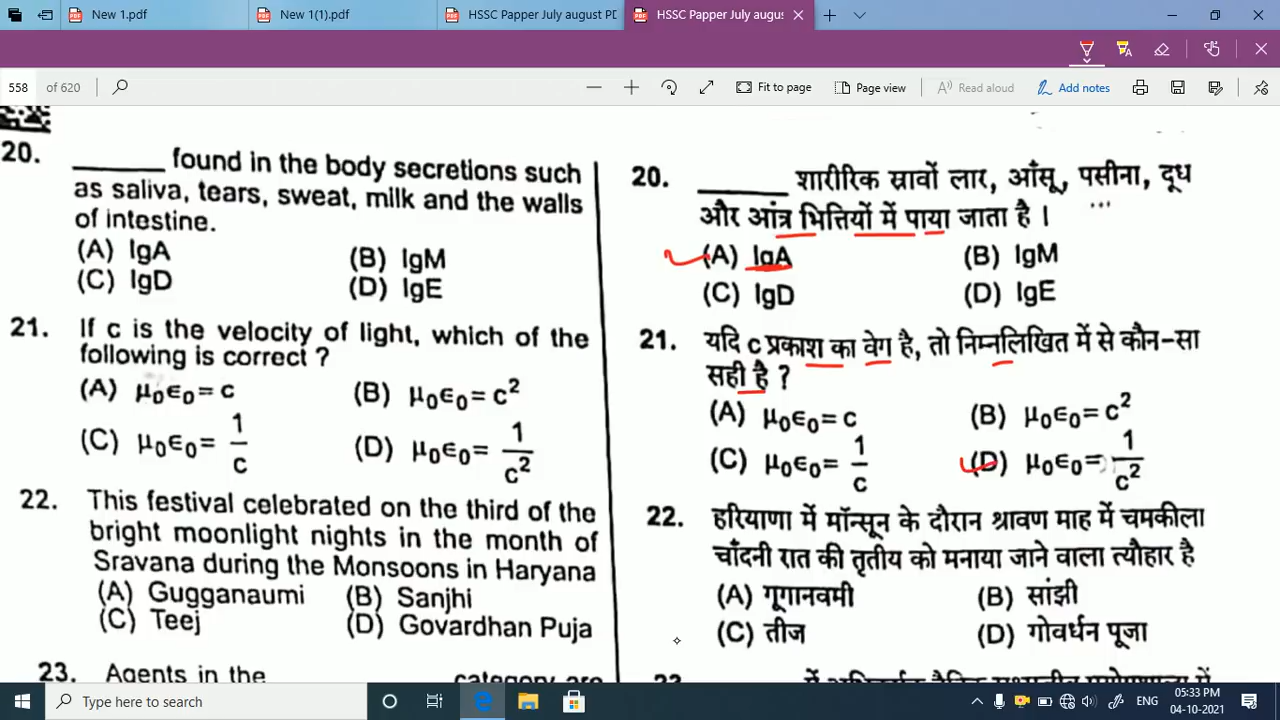 New 1.pdf
New 1(1).pdf
HSSC Papper July august PD
HSSC Papper July augus
558 of 620
Fit to page
Page view
Read aloud
Add notes
20. ______ found in the body secretions such
as saliva, tears, sweat, milk and the walls
of intestine.
(A) IgA (B) IgM
(C) IgD (D) IgE
21. If c is the velocity of light, which of the
following is correct ?
(A) μ₀ϵ₀ = c (B) μ₀ϵ₀ = c²
(C) μ₀ϵ₀ = 1/c (D) μ₀ϵ₀ = 1/c²
22. This festival celebrated on the third of the
bright moonlight nights in the month of
Sravana during the Monsoons in Haryana
(A) Gugganaumi (B) Sanjhi
(C) Teej (D) Govardhan Puja
23. Agents in the category are
20. ______ शारीरिक स्रावों लार, आँसू, पसीना, दूध
और आंत्र भित्तियों में पाया जाता है ।
(A) IgA (B) IgM
(C) IgD (D) IgE
21. यदि c प्रकाश का वेग है, तो निम्नलिखित में से कौन-सा
सही है ?
(A) μ₀ϵ₀ = c (B) μ₀ϵ₀ = c²
(C) μ₀ϵ₀ = 1/c (D) μ₀ϵ₀ = 1/c²
22. हरियाणा में मॉन्सून के दौरान श्रावण माह में चमकीला
चाँदनी रात की तृतीय को मनाया जाने वाला त्यौहार है
(A) गूगानवमी (B) सांझी
(C) तीज (D) गोवर्धन पूजा
Type here to search
ENG
05:33 PM
04-10-2021